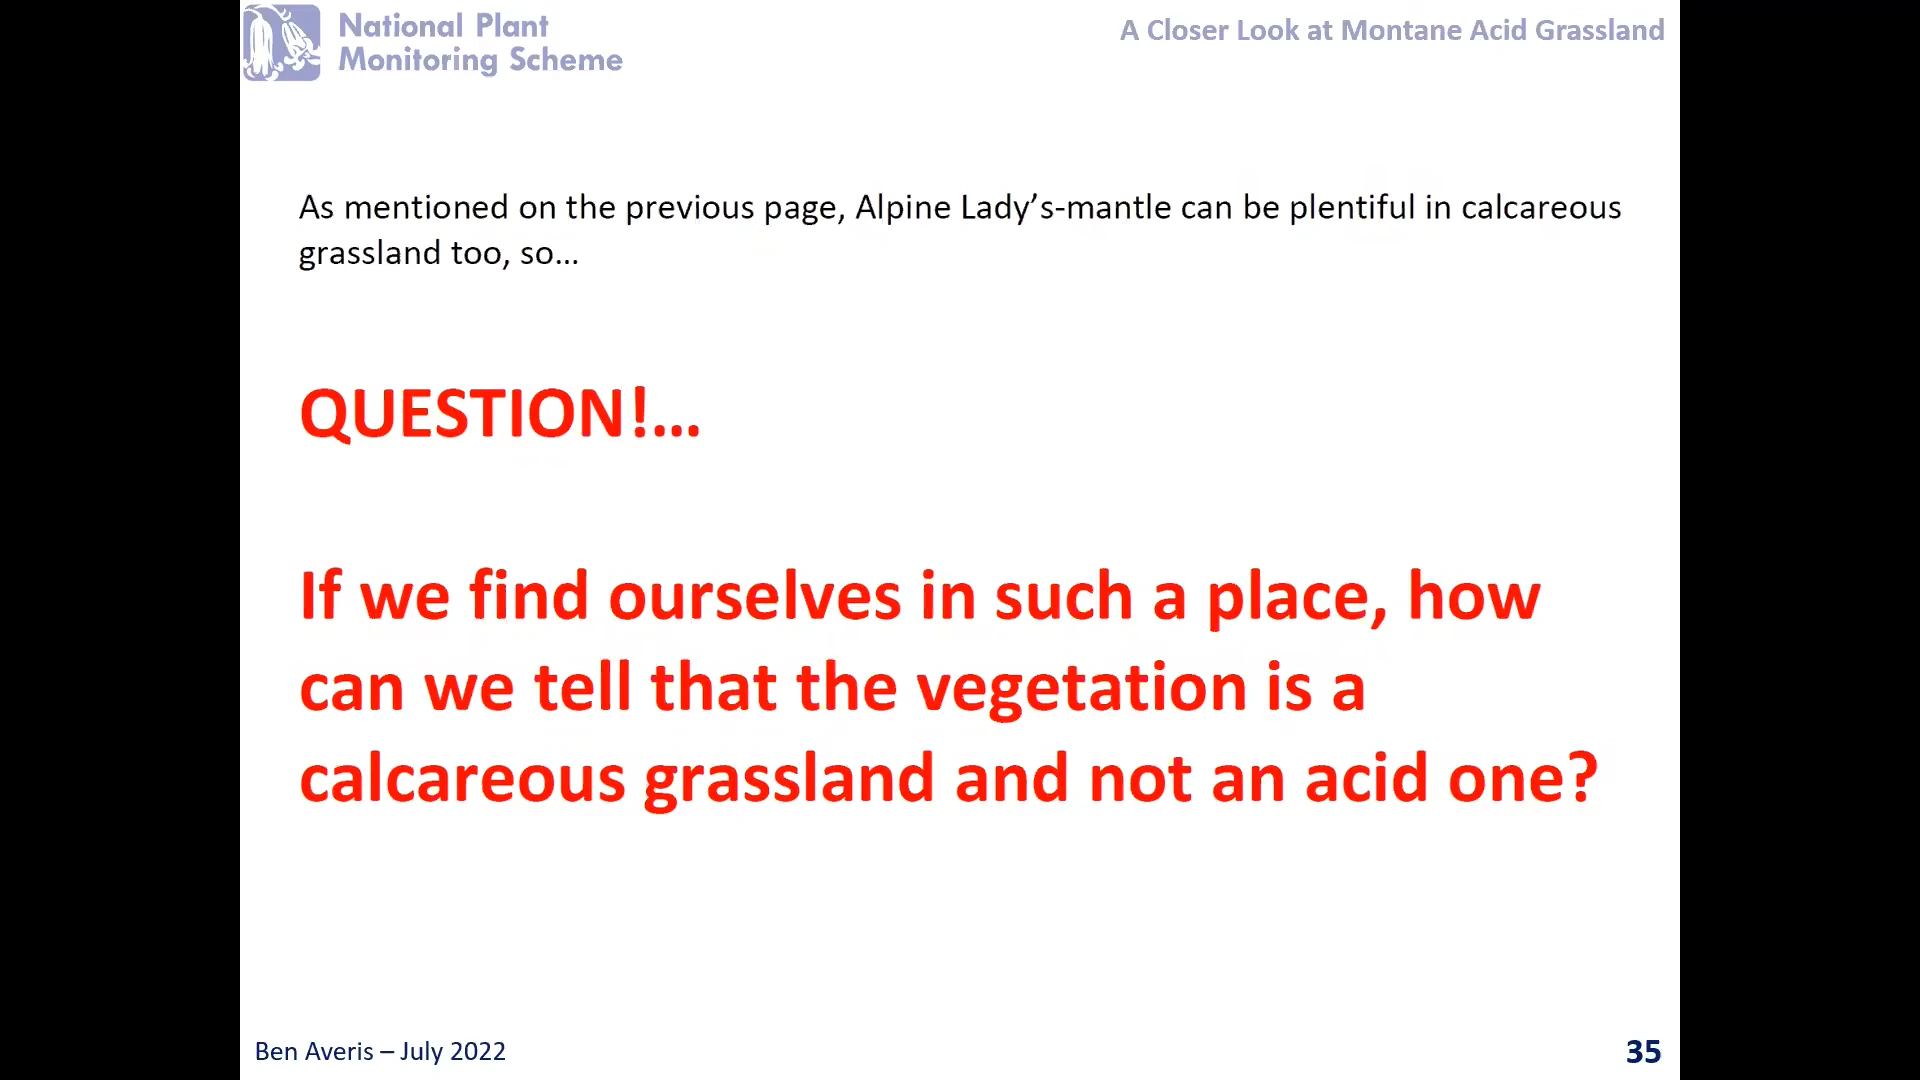 National Plant
Monitoring Scheme
A Closer Look at Montane Acid Grassland
As mentioned on the previous page, Alpine Lady’s-mantle can be plentiful in calcareous
grassland too, so...
QUESTION!...
If we find ourselves in such a place, how
can we tell that the vegetation is a
calcareous grassland and not an acid one?
Ben Averis – July 2022
35